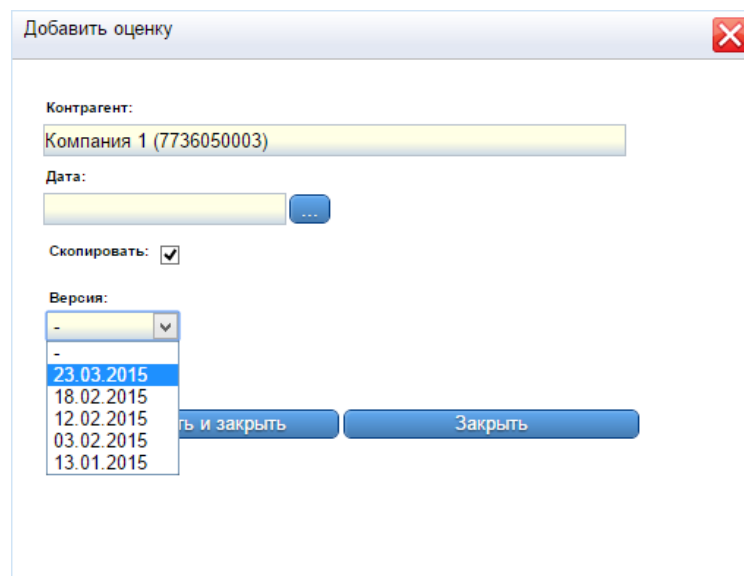 Добавить оценку
Контрагент:
Компания 1 (7736050003)
Дата:
...
Скопировать:
Версия:
-
-
23.03.2015
18.02.2015
12.02.2015
03.02.2015
13.01.2015
и закрыть
Закрыть